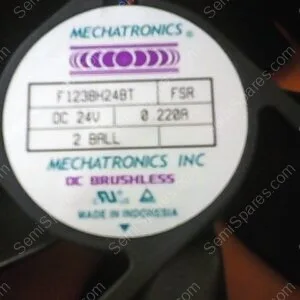 MECHATRONICS®
F1238H24BT FSR
DC 24V 0.220A
2 BALL
MECHATRONICS INC
DC BRUSHLESS
MADE IN INDONESIA
SemiSpares.com